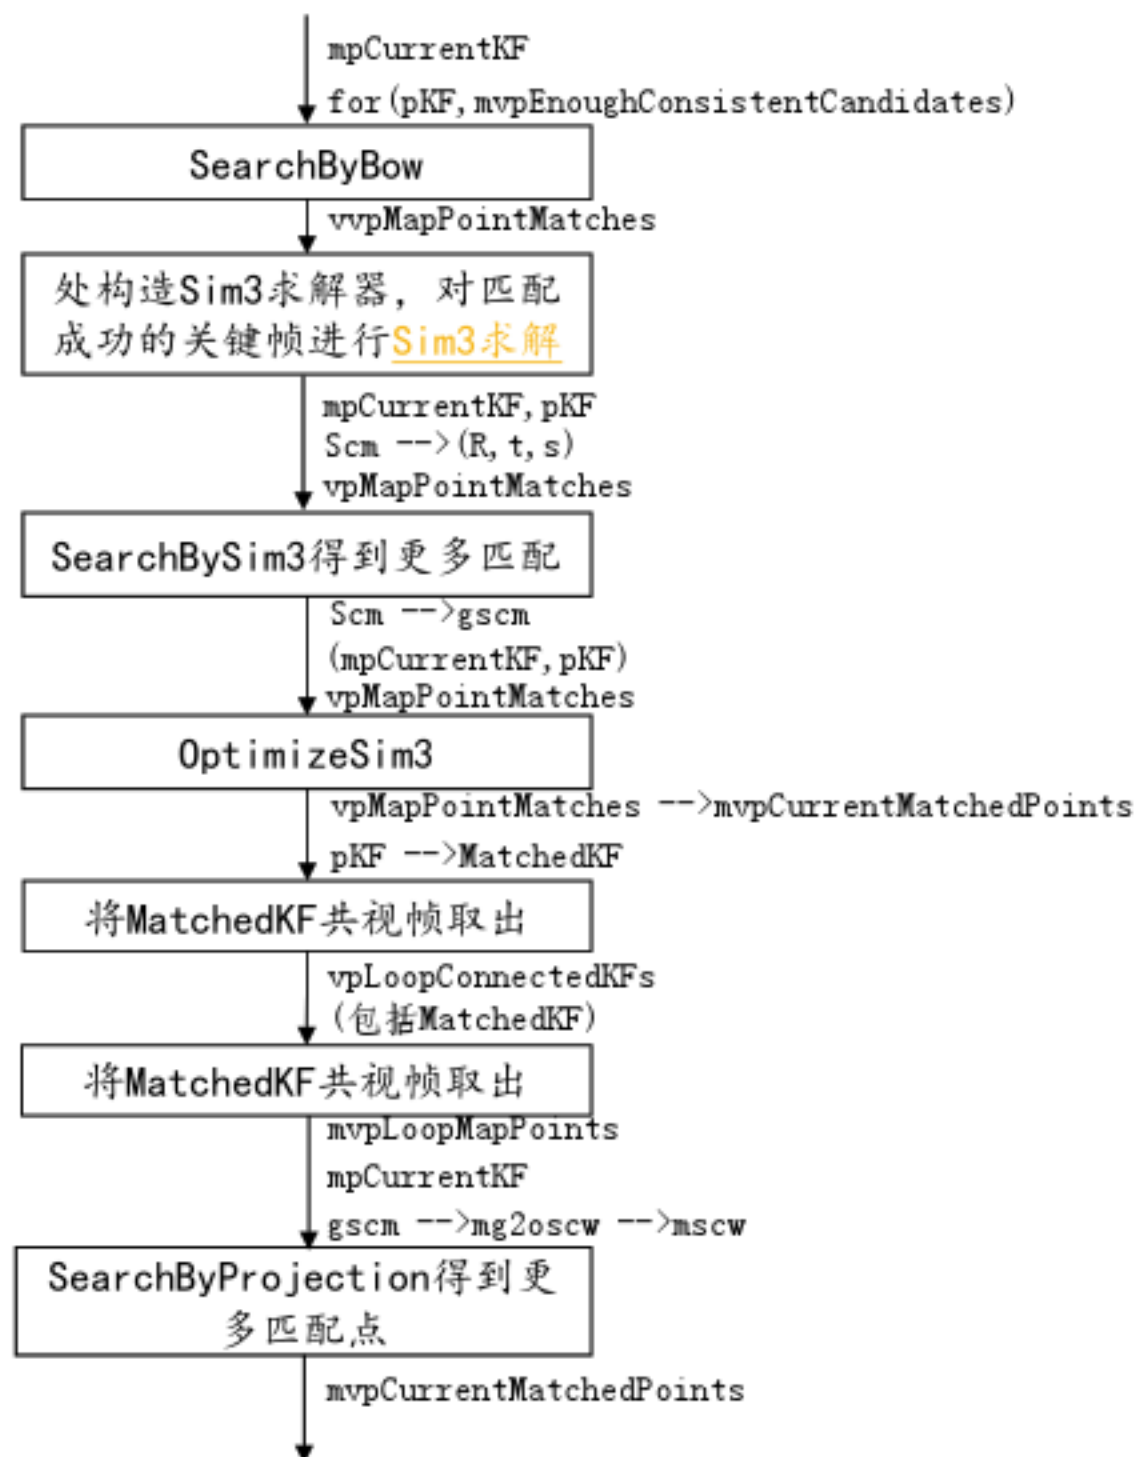 mpCurrentKF
for(pKF,mvpEnoughConsistentCandidates)
SearchByBow
vvpMapPointMatches
处构造Sim3求解器，对匹配
成功的关键帧进行Sim3求解
mpCurrentKF,pKF
Scm -->(R,t,s)
vpMapPointMatches
SearchBySim3得到更多匹配
Scm -->gscm
(mpCurrentKF,pKF)
vpMapPointMatches
OptimizeSim3
vpMapPointMatches -->mvpCurrentMatchedPoints
pKF -->MatchedKF
将MatchedKF共视帧取出
vpLoopConnectedKFs
(包括MatchedKF)
将MatchedKF共视帧取出
mvpLoopMapPoints
mpCurrentKF
gscm -->mg2oscw -->mscw
SearchByProjection得到更
多匹配点
mvpCurrentMatchedPoints